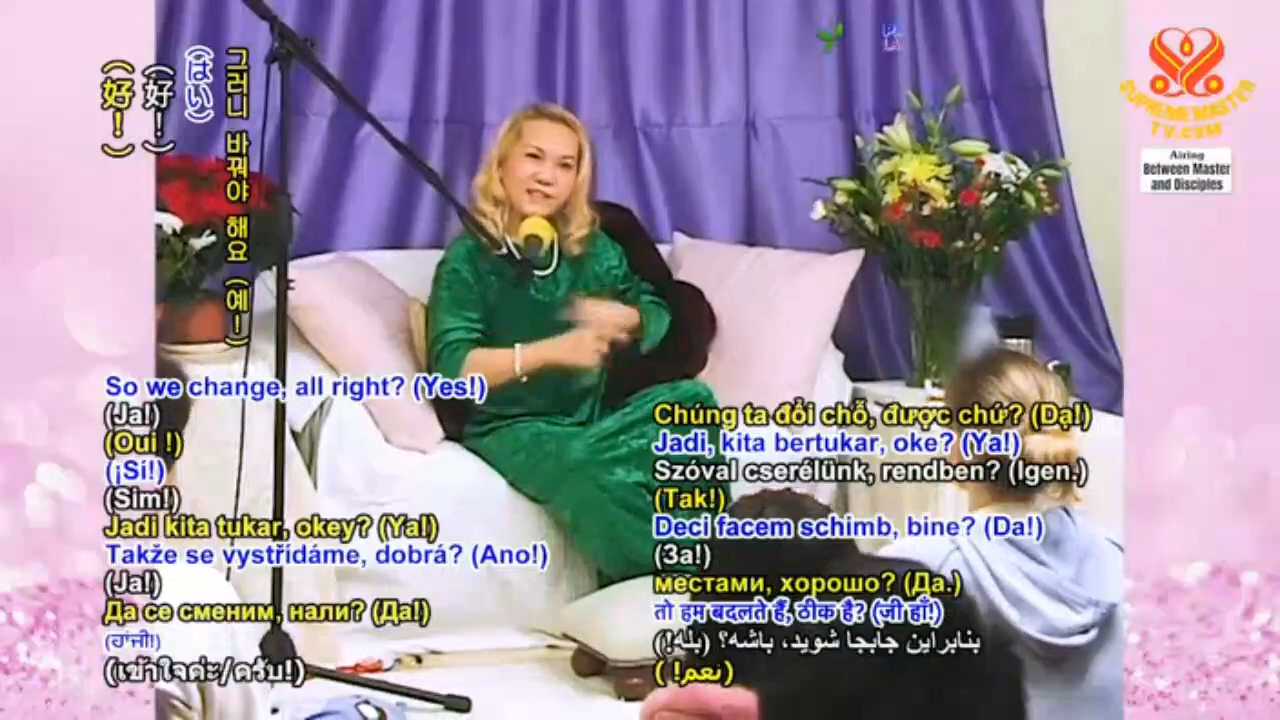 (好！)
(好！)
(はい)
그러니 바꿔야 해요 (예!)
So we change, all right? (Yes!)
(Ja!)
(Oui !)
(¡Sí!)
(Sim!)
Jadi kita tukar, okey? (Ya!)
Takže se vystřídáme, dobrá? (Ano!)
(Ja!)
Да се сменим, нали? (Да!)
(ਹਾਂਜੀ!)
(เข้าใจค่ะ/ครับ!)
Chúng ta đổi chỗ, được chứ? (Dạ!)
Jadi, kita bertukar, oke? (Ya!)
Szóval cserélünk, rendben? (Igen.)
(Tak!)
Deci facem schimb, bine? (Da!)
(За!)
местами, хорошо? (Да.)
तो हम बदलते हैं, ठीक है? (जी हाँ!)
بنابراین جابجا شوید، باشه؟ (بله!)
(نعم!)
SUPREME MASTER
TV.COM
Airing
Between Master
and Disciples